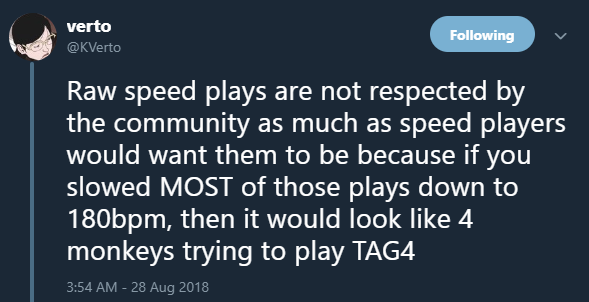 verto
@KVerto
Following
Raw speed plays are not respected by
the community as much as speed players
would want them to be because if you
slowed MOST of those plays down to
180bpm, then it would look like 4
monkeys trying to play TAG4
3:54 AM - 28 Aug 2018